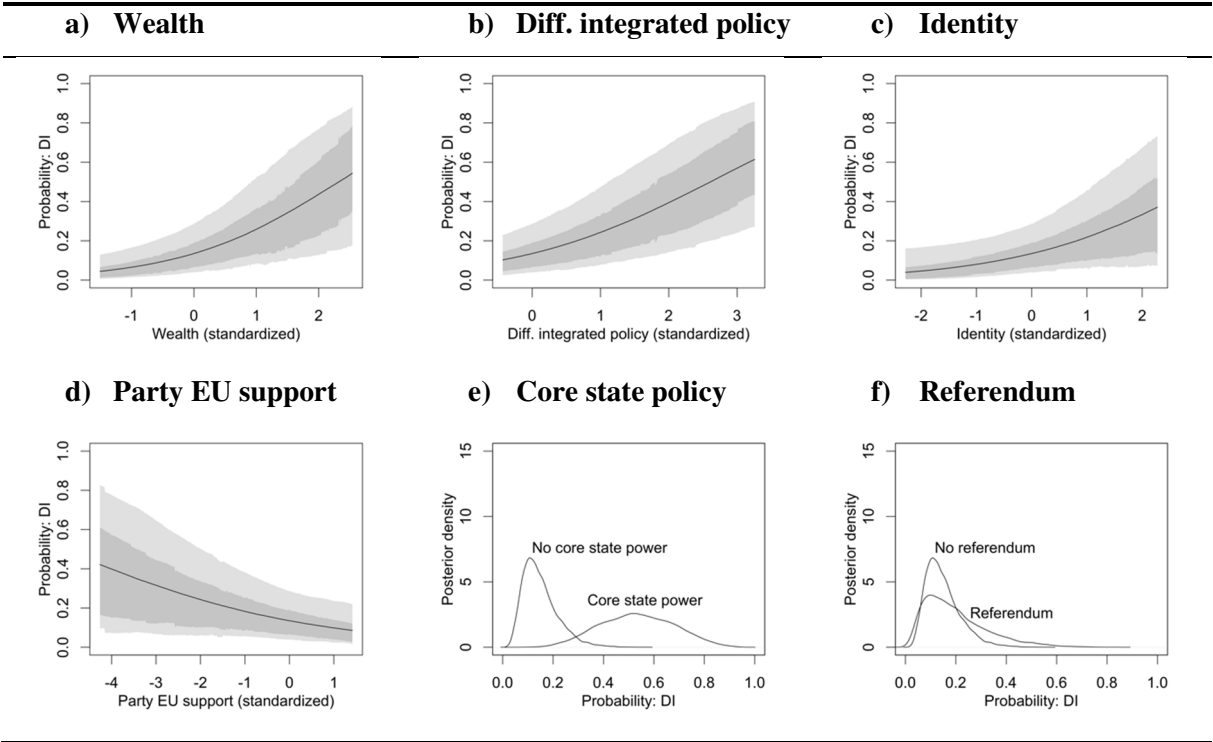 a) Wealth
b) Diff. integrated policy
c) Identity
Probability: DI
0.0 0.2 0.4 0.6 0.8 1.0
-1 0 1 2
Wealth (standardized)
Probability: DI
0.0 0.2 0.4 0.6 0.8 1.0
0 1 2 3
Diff. integrated policy (standardized)
Probability: DI
0.0 0.2 0.4 0.6 0.8 1.0
-2 -1 0 1 2
Identity (standardized)
d) Party EU support
e) Core state policy
f) Referendum
Probability: DI
0.0 0.2 0.4 0.6 0.8 1.0
-4 -3 -2 -1 0 1
Party EU support (standardized)
Posterior density
0 5 10 15
No core state power
Core state power
0.0 0.2 0.4 0.6 0.8 1.0
Probability: DI
Posterior density
0 5 10 15
No referendum
Referendum
0.0 0.2 0.4 0.6 0.8 1.0
Probability: DI